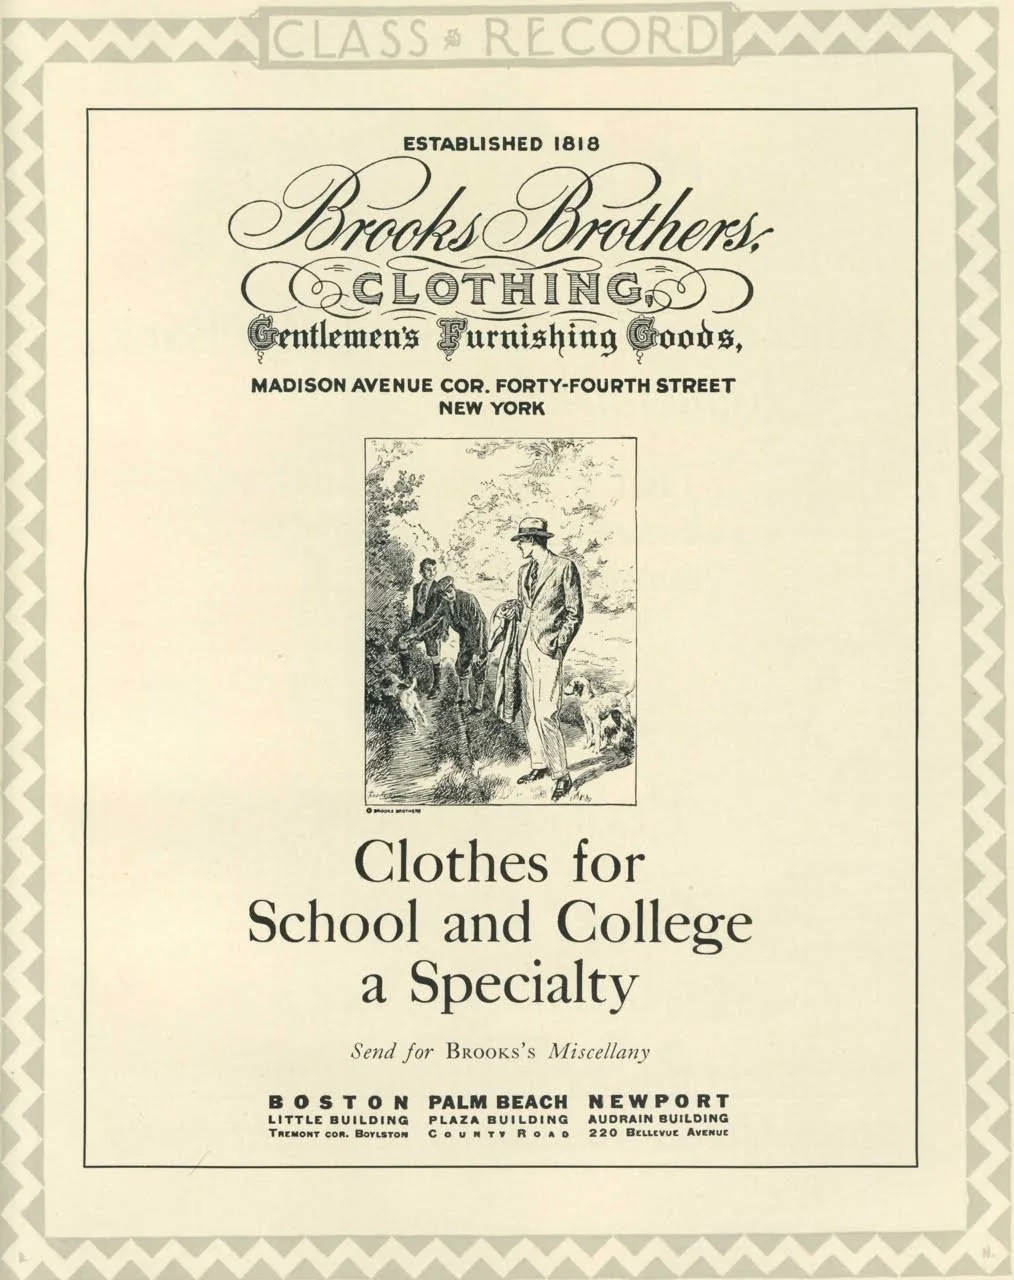 CLASS RECORD
ESTABLISHED 1818
Brooks Brothers,
CLOTHING,
Gentlemen's Furnishing Goods,
MADISON AVENUE COR. FORTY-FOURTH STREET
NEW YORK
© BROOKS BROTHERS
Clothes for
School and College
a Specialty
Send for BROOKS'S Miscellany
BOSTON PALM BEACH NEWPORT
LITTLE BUILDING PLAZA BUILDING AUDRAIN BUILDING
TREMONT COR. BOYLSTON COUNTY ROAD 220 BELLEVUE AVENUE
R. N.